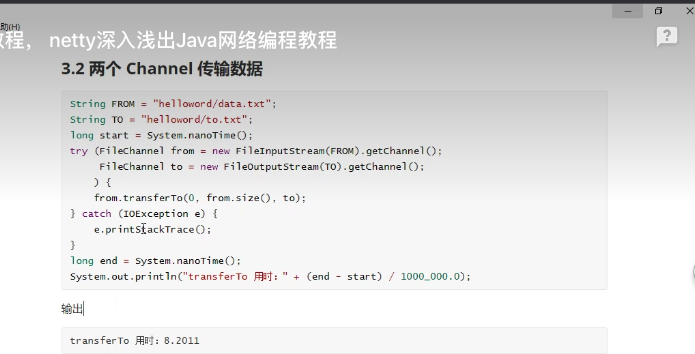 助(H)
教程， netty深入浅出Java网络编程教程
3.2 两个 Channel 传输数据
String FROM = "helloword/data.txt";
String TO = "helloword/to.txt";
long start = System.nanoTime();
try (FileChannel from = new FileInputStream(FROM).getChannel();
     FileChannel to = new FileOutputStream(TO).getChannel();
    ) {
    from.transferTo(0, from.size(), to);
} catch (IOException e) {
    e.printStackTrace();
}
long end = System.nanoTime();
System.out.println("transferTo 用时：" + (end - start) / 1000_000.0);
输出
transferTo 用时：8.2011